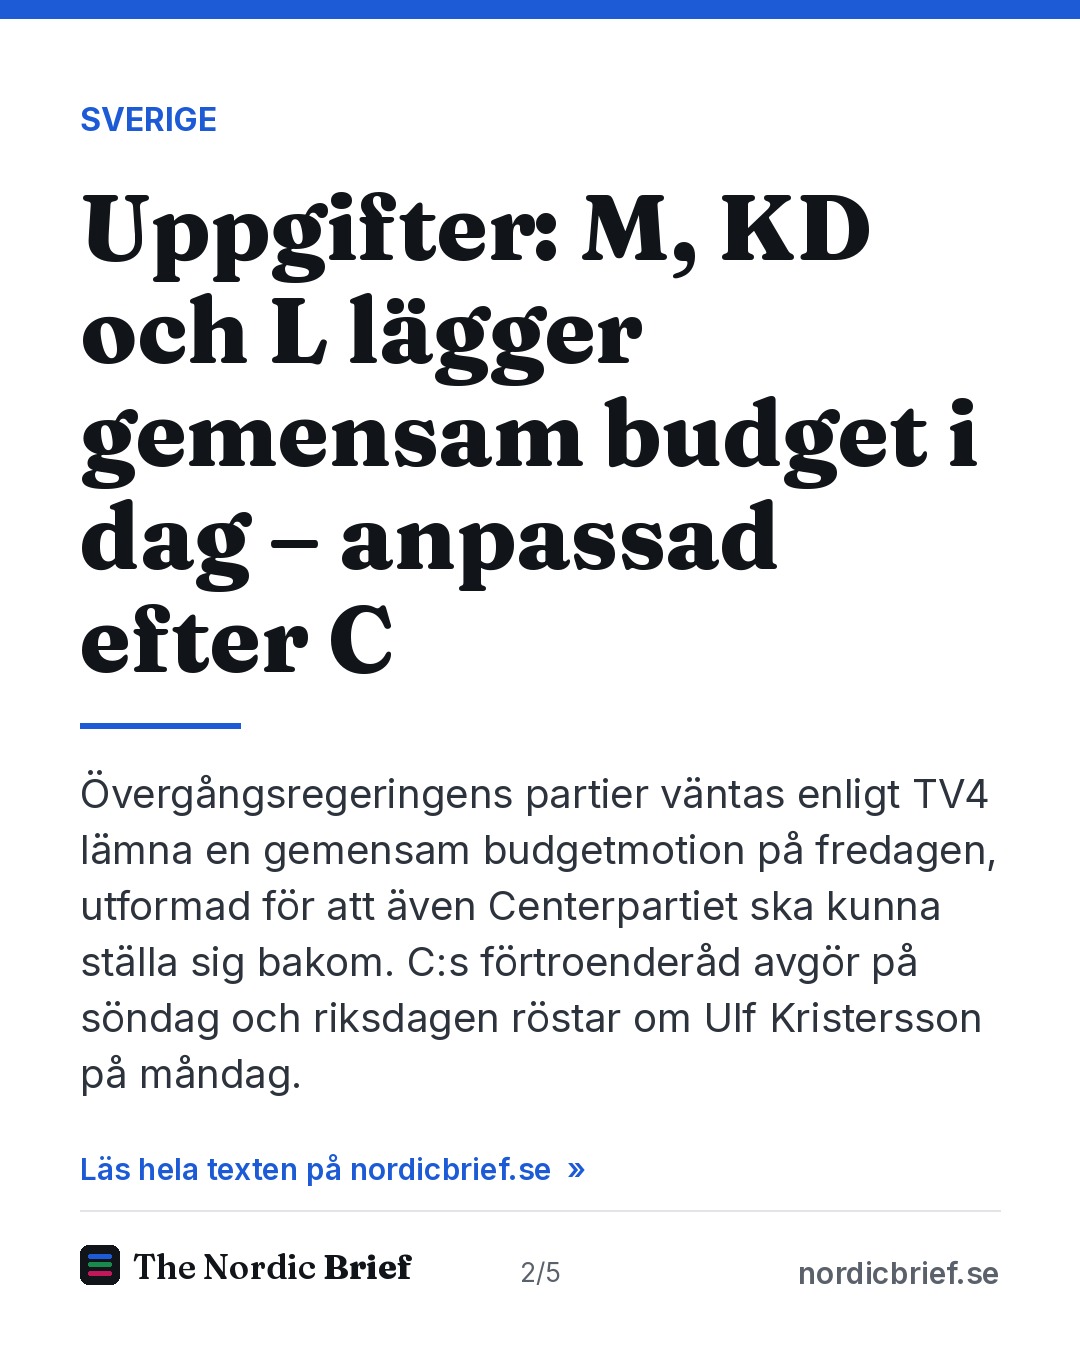 SVERIGE
Uppgifter: M, KD
och L lägger
gemensam budget i
dag – anpassad
efter C
Övergångsregeringens partier väntas enligt TV4
lämna en gemensam budgetmotion på fredagen,
utformad för att även Centerpartiet ska kunna
ställa sig bakom. C:s förtroenderåd avgör på
söndag och riksdagen röstar om Ulf Kristersson
på måndag.
Läs hela texten på nordicbrief.se »
The Nordic Brief 2/5 nordicbrief.se